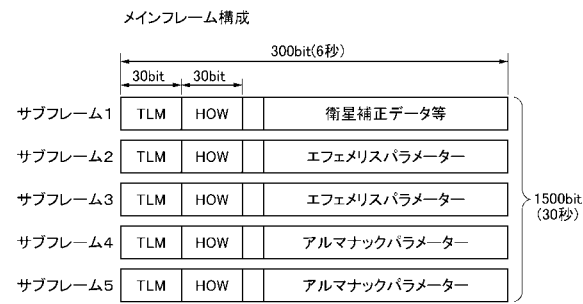 メインフレーム構成
300bit(6秒)
30bit 30bit
サブフレーム1 TLM HOW 衛星補正データ等
サブフレーム2 TLM HOW エフェメリスパラメーター
サブフレーム3 TLM HOW エフェメリスパラメーター
サブフレーム4 TLM HOW アルマナックパラメーター
サブフレーム5 TLM HOW アルマナックパラメーター
1500bit
(30秒)